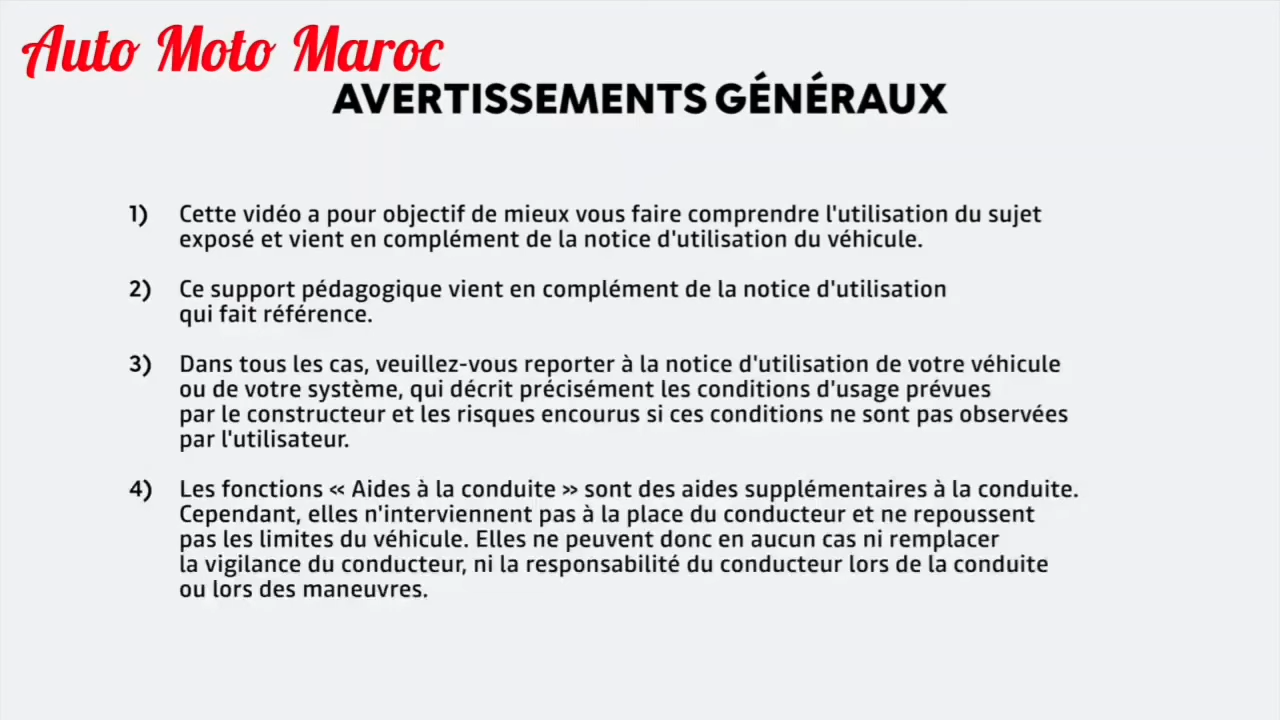 Auto Moto Maroc
AVERTISSEMENTS GÉNÉRAUX
1) Cette vidéo a pour objectif de mieux vous faire comprendre l'utilisation du sujet
exposé et vient en complément de la notice d'utilisation du véhicule.
2) Ce support pédagogique vient en complément de la notice d'utilisation
qui fait référence.
3) Dans tous les cas, veuillez-vous reporter à la notice d'utilisation de votre véhicule
ou de votre système, qui décrit précisément les conditions d'usage prévues
par le constructeur et les risques encourus si ces conditions ne sont pas observées
par l'utilisateur.
4) Les fonctions « Aides à la conduite » sont des aides supplémentaires à la conduite.
Cependant, elles n'interviennent pas à la place du conducteur et ne repoussent
pas les limites du véhicule. Elles ne peuvent donc en aucun cas ni remplacer
la vigilance du conducteur, ni la responsabilité du conducteur lors de la conduite
ou lors des maneuvres.